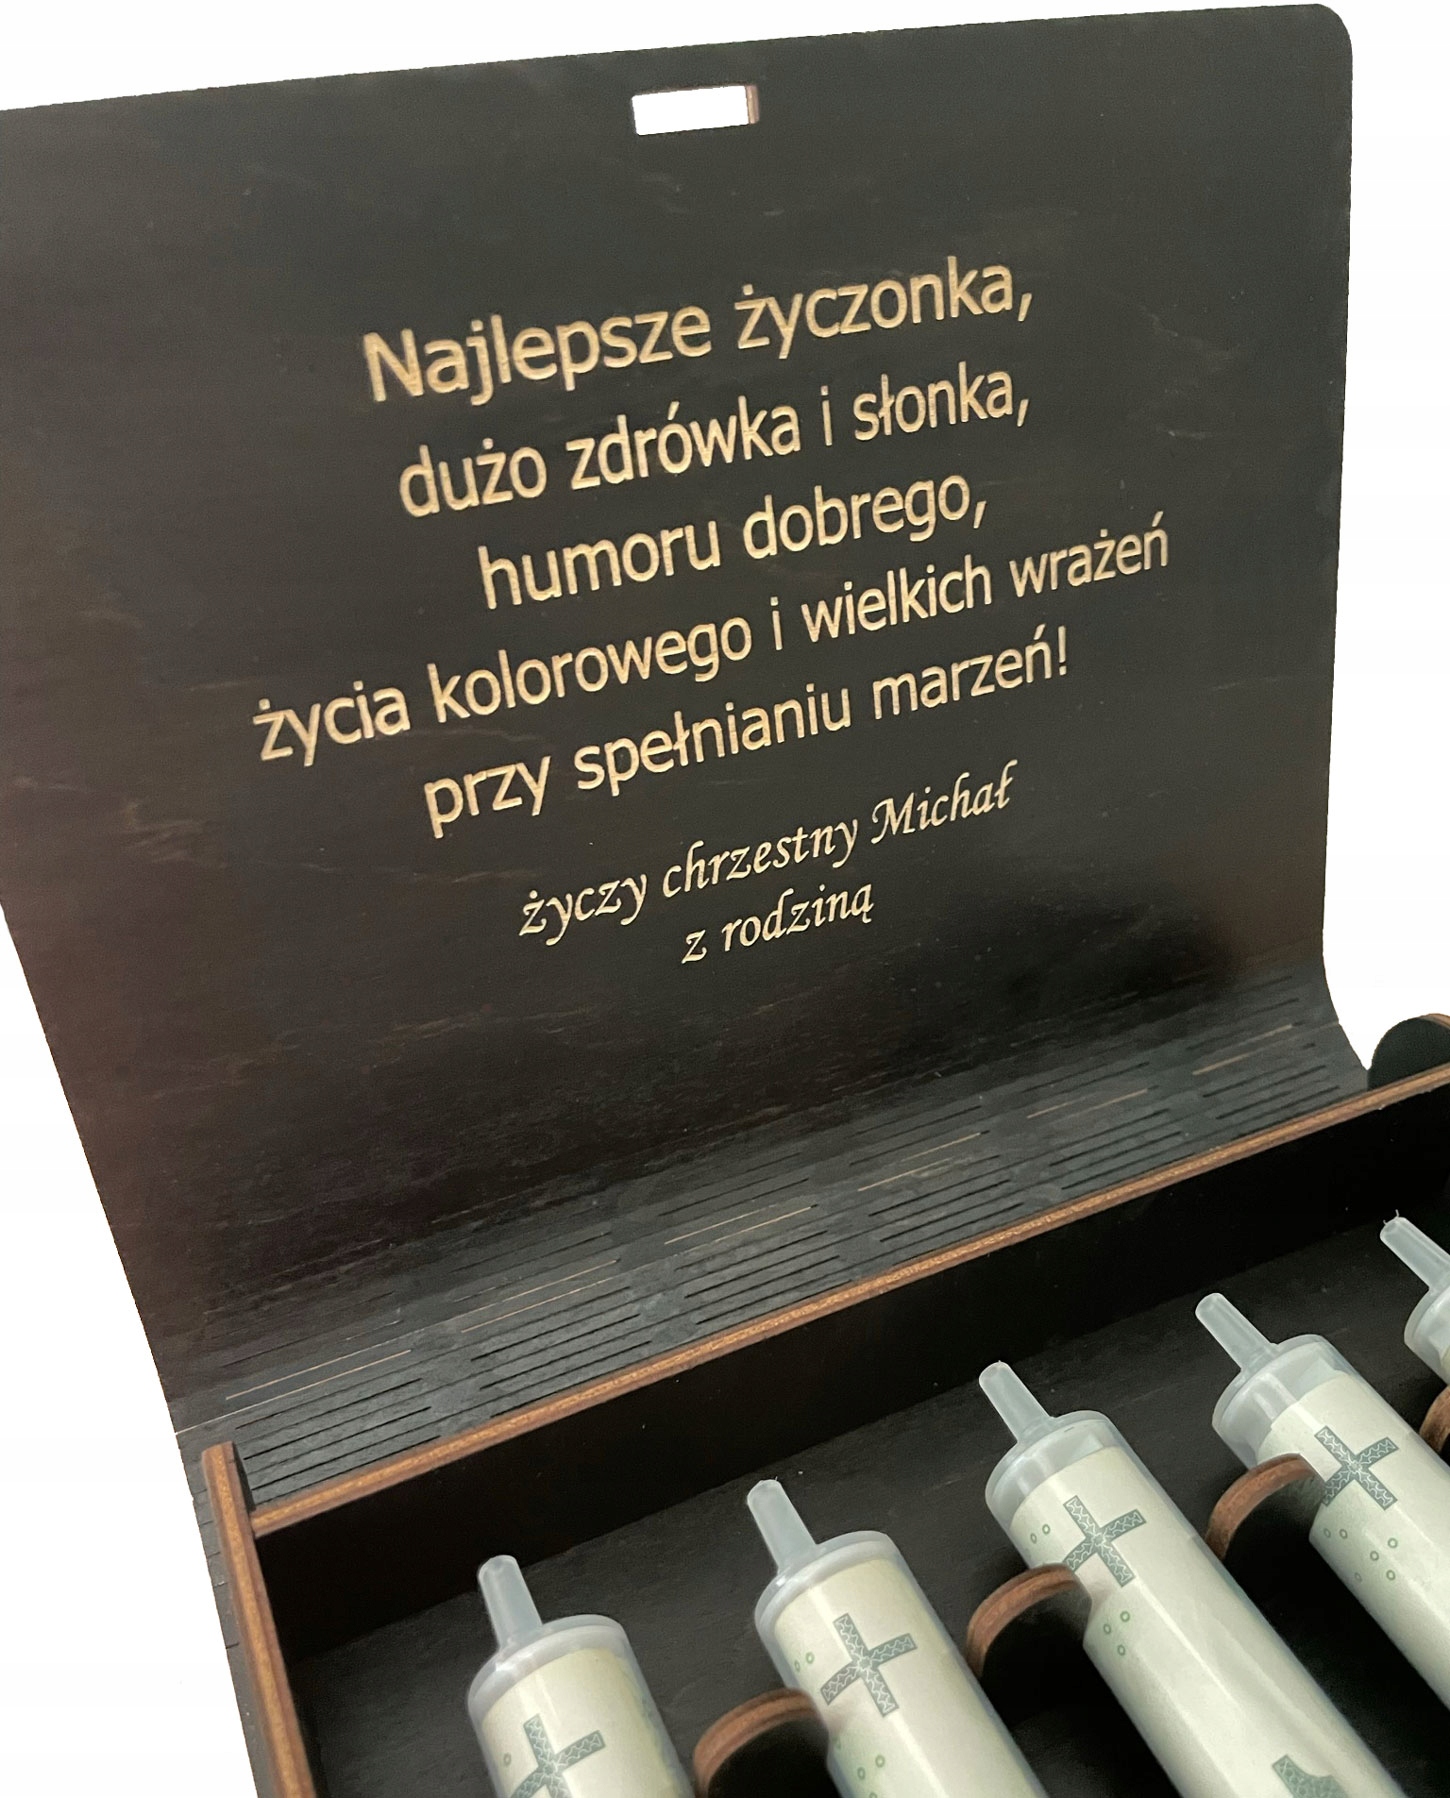 Najlepsze życzonka,
dużo zdrówka i słonka,
humoru dobrego,
życia kolorowego i wielkich wrażeń
przy spełnianiu marzeń!
życzy chrzestny Michał
z rodziną